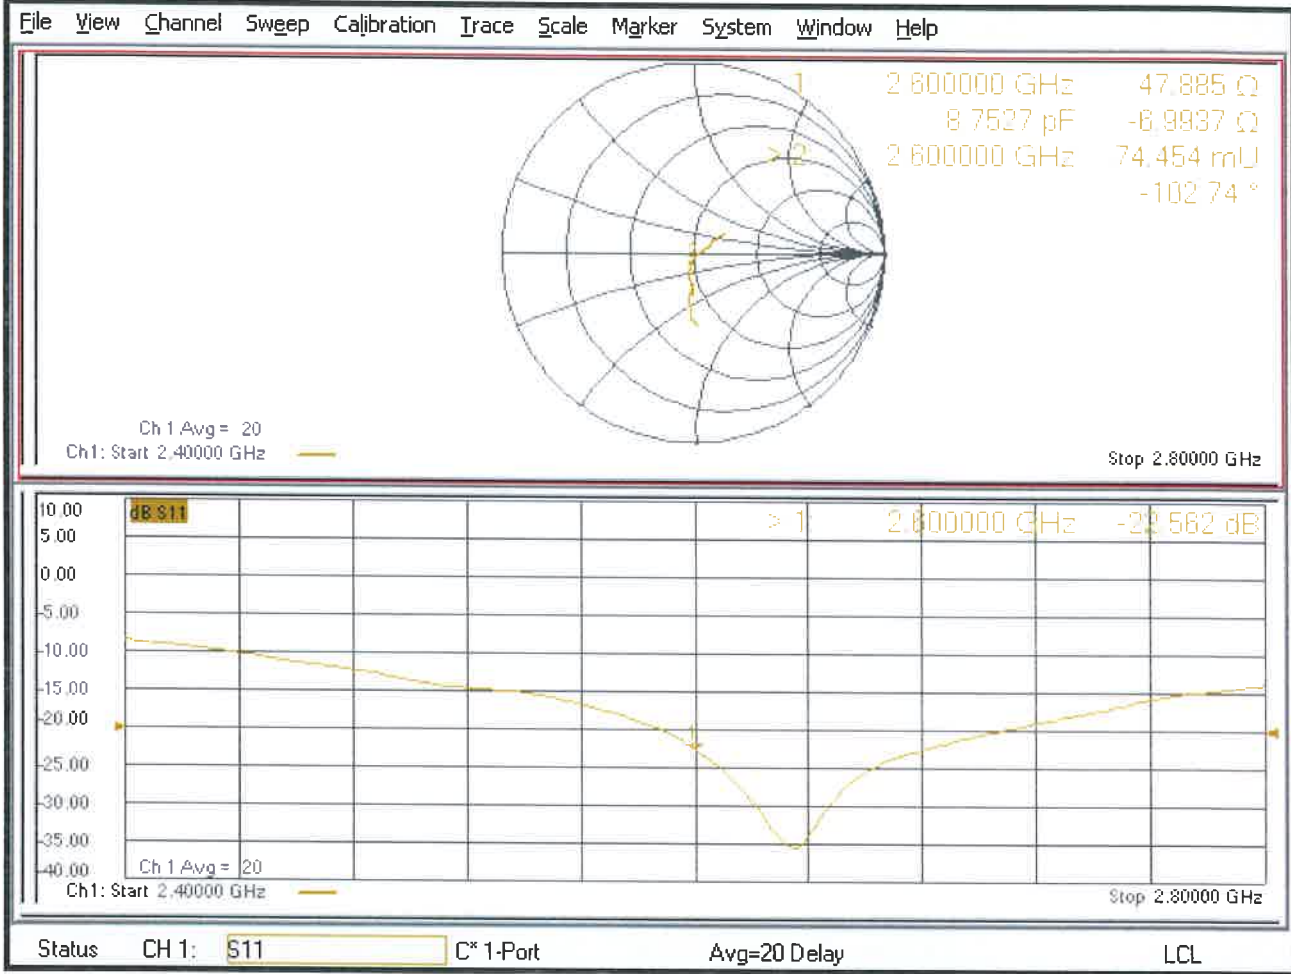 File View Channel Sweep Calibration Trace Scale Marker System Window Help
1 2.600000 GHz 47.885 Ω
8.7527 pF -6.9937 Ω
> 2 2.600000 GHz 74.454 mU
-102.74 °
Ch 1 Avg = 20
Ch1: Start 2.40000 GHz
Stop 2.80000 GHz
10.00
dB S11
> 1: 2.600000 GHz -22.562 dB
5.00
0.00
-5.00
-10.00
-15.00
-20.00
1
-25.00
-30.00
-35.00
-40.00
Ch 1 Avg = 20
Ch1: Start 2.40000 GHz
Stop 2.80000 GHz
Status CH 1: S11 C* 1-Port Avg=20 Delay LCL